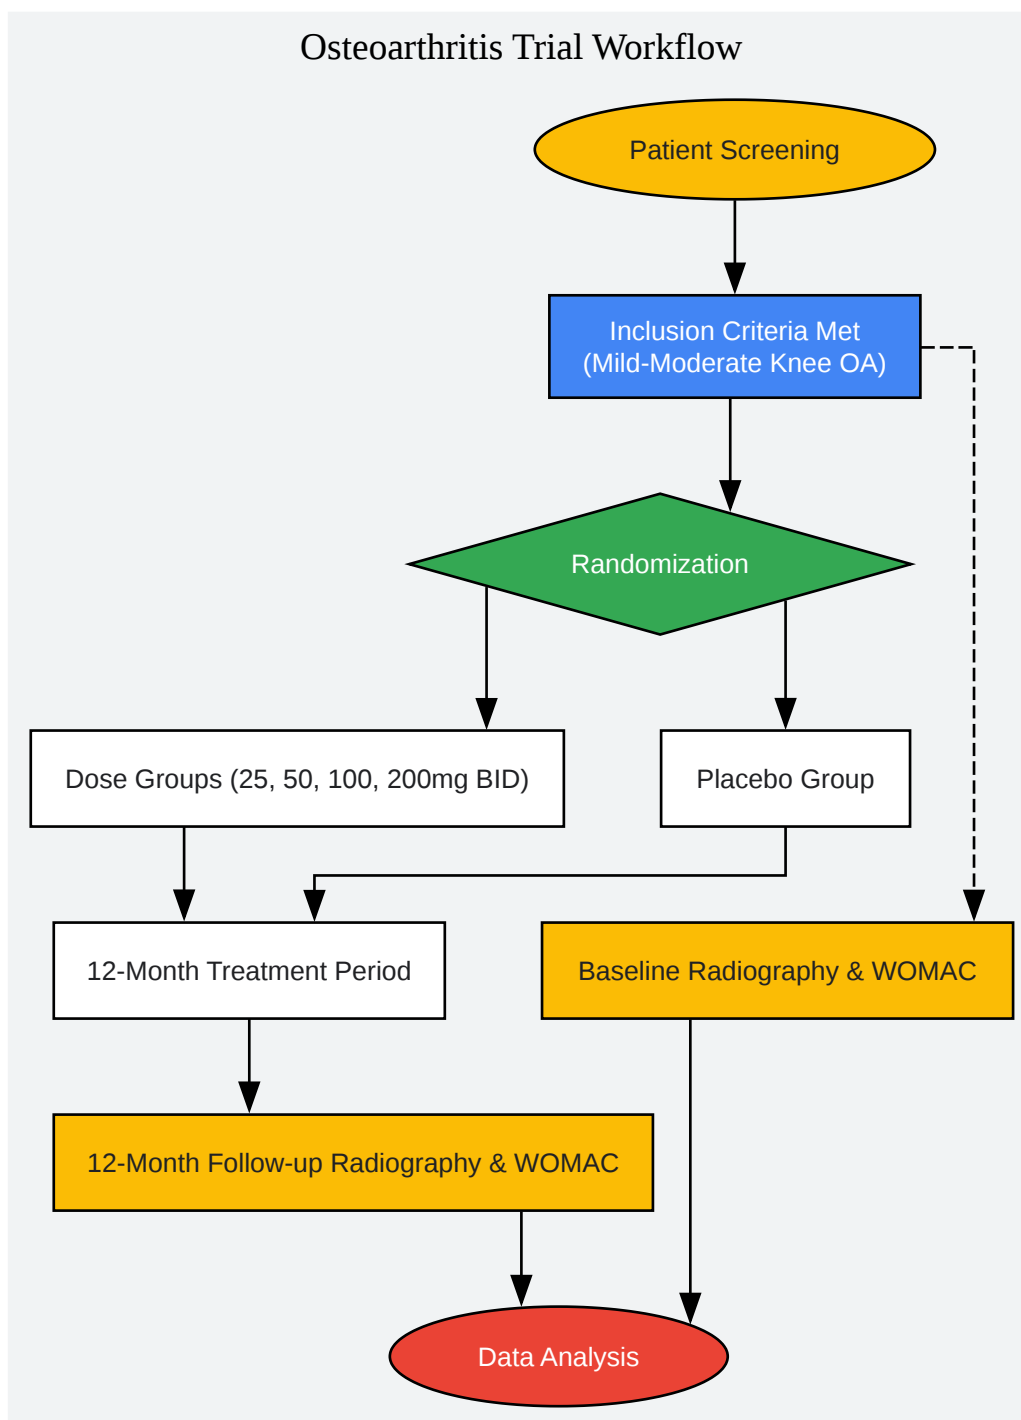 Osteoarthritis Trial Workflow
Patient Screening
Inclusion Criteria Met
(Mild-Moderate Knee OA)
Randomization
Dose Groups (25, 50, 100, 200mg BID)
Placebo Group
12-Month Treatment Period
Baseline Radiography & WOMAC
12-Month Follow-up Radiography & WOMAC
Data Analysis